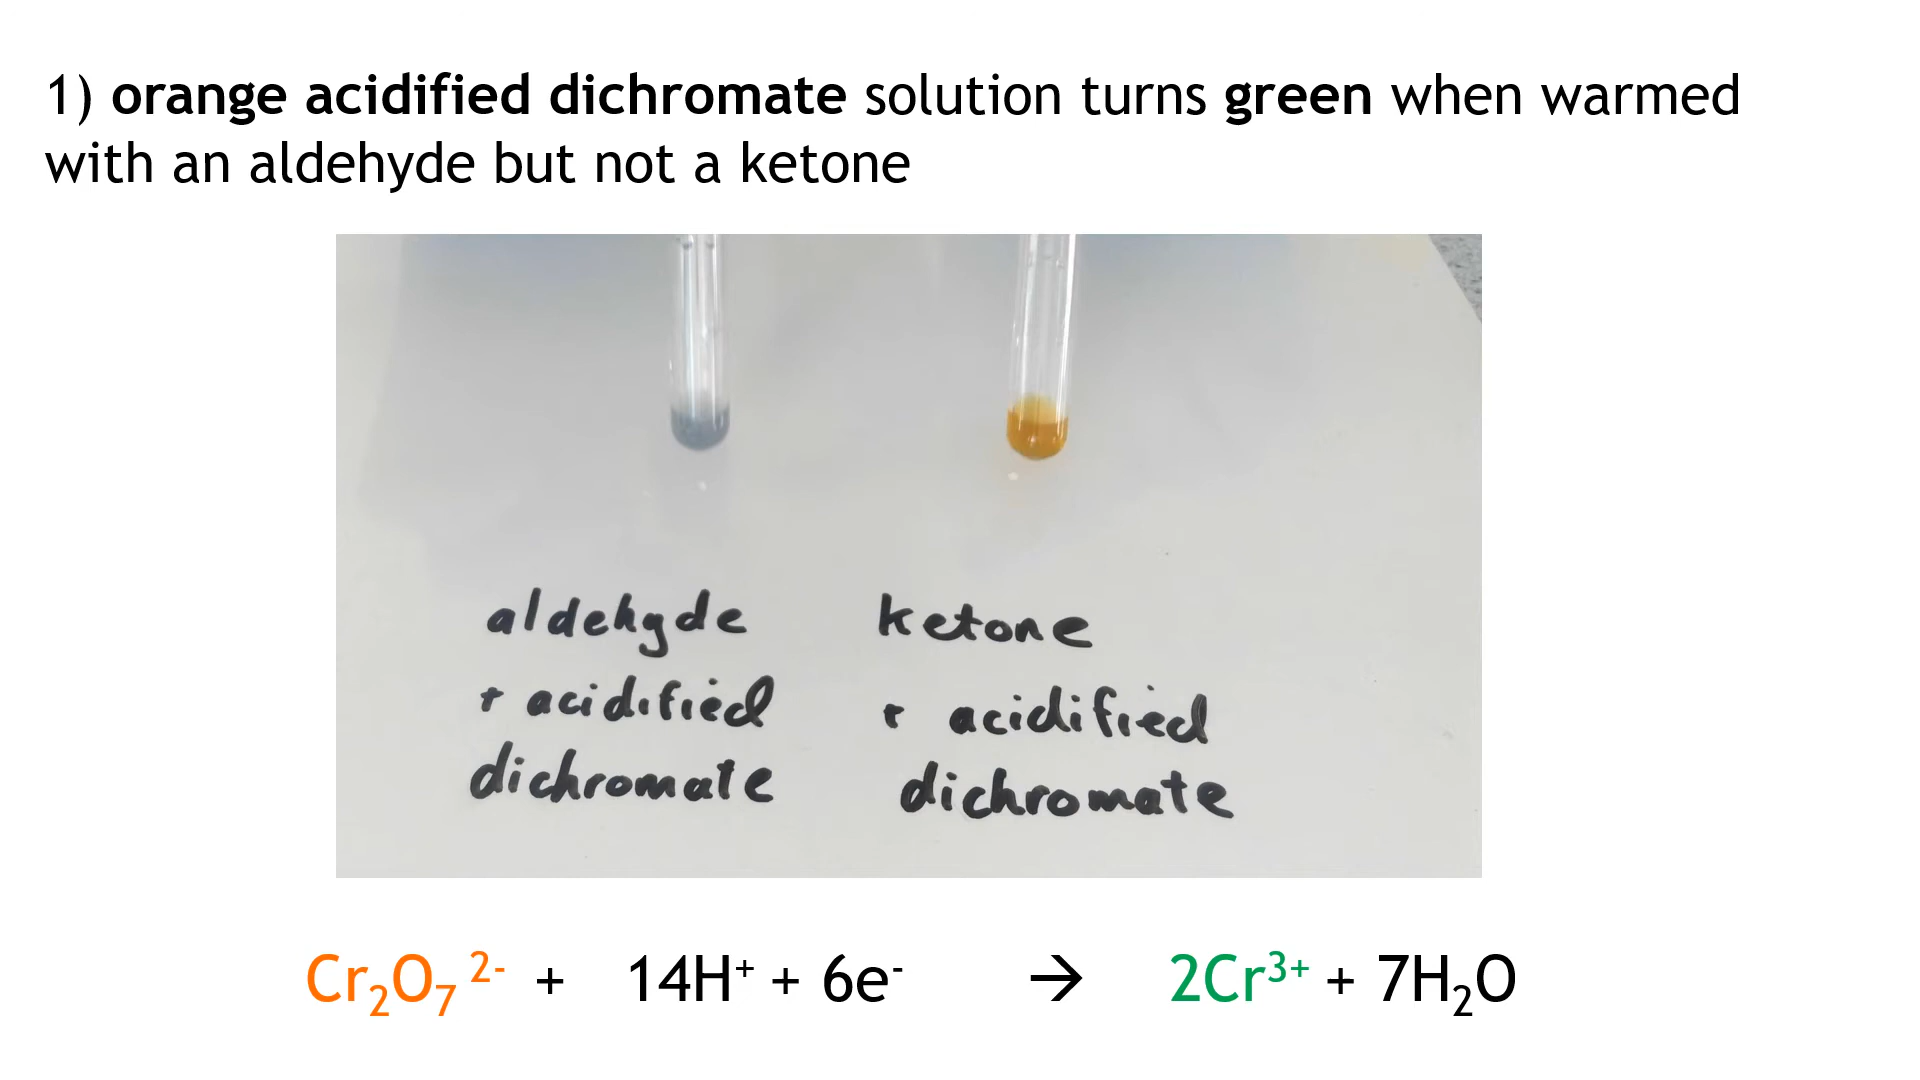 1) orange acidified dichromate solution turns green when warmed
with an aldehyde but not a ketone
aldehyde
+ acidified
dichromate
ketone
+ acidified
dichromate
Cr₂O₇ ²⁻ + 14H⁺ + 6e⁻ → 2Cr³⁺ + 7H₂O